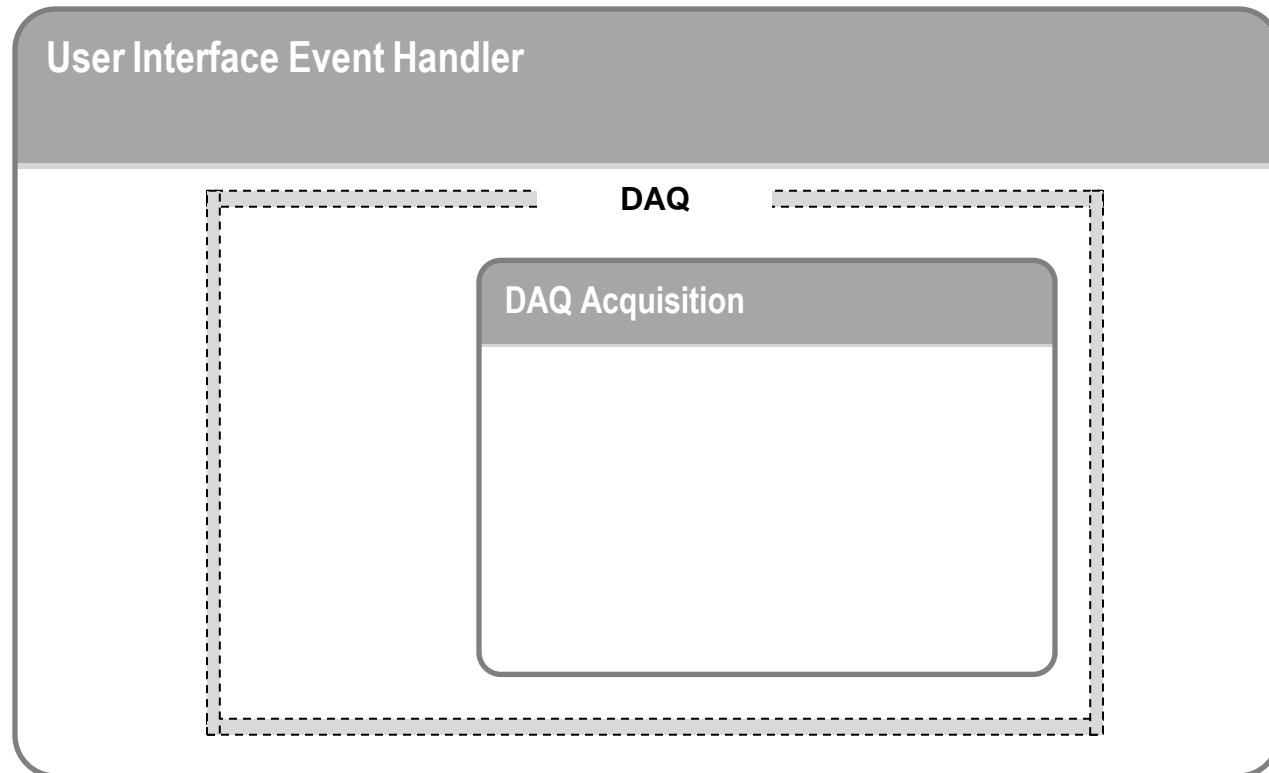 User Interface Event Handler
DAQ
DAQ Acquisition